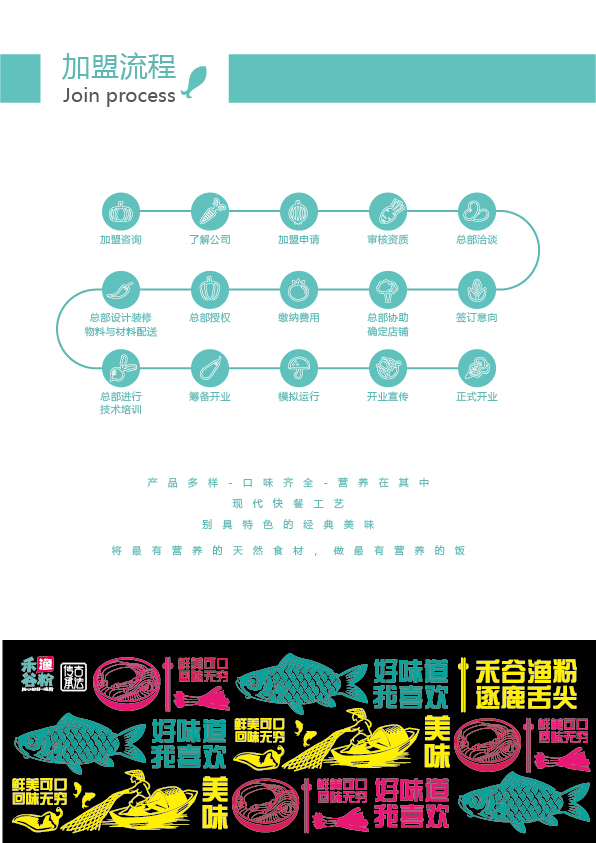 加盟流程
Join process
加盟咨询
了解公司
加盟申请
审核资质
总部洽谈
总部设计装修
物料与材料配送
总部授权
缴纳费用
总部协助
确定店铺
签订意向
总部进行
技术培训
筹备开业
模拟运行
开业宣传
正式开业
产品多样-口味齐全-营养在其中
现代快餐工艺
别具特色的经典美味
将最有营养的天然食材，做最有营养的饭
禾谷渔粉
古法传承
鲜美可口
回味无穷
好味道
我喜欢
禾谷渔粉
逐鹿舌尖
好味道
我喜欢
鲜美可口
回味无穷
美味
鲜美可口
回味无穷
鲜美可口
回味无穷
美味
鲜美可口
回味无穷
好味道
我喜欢